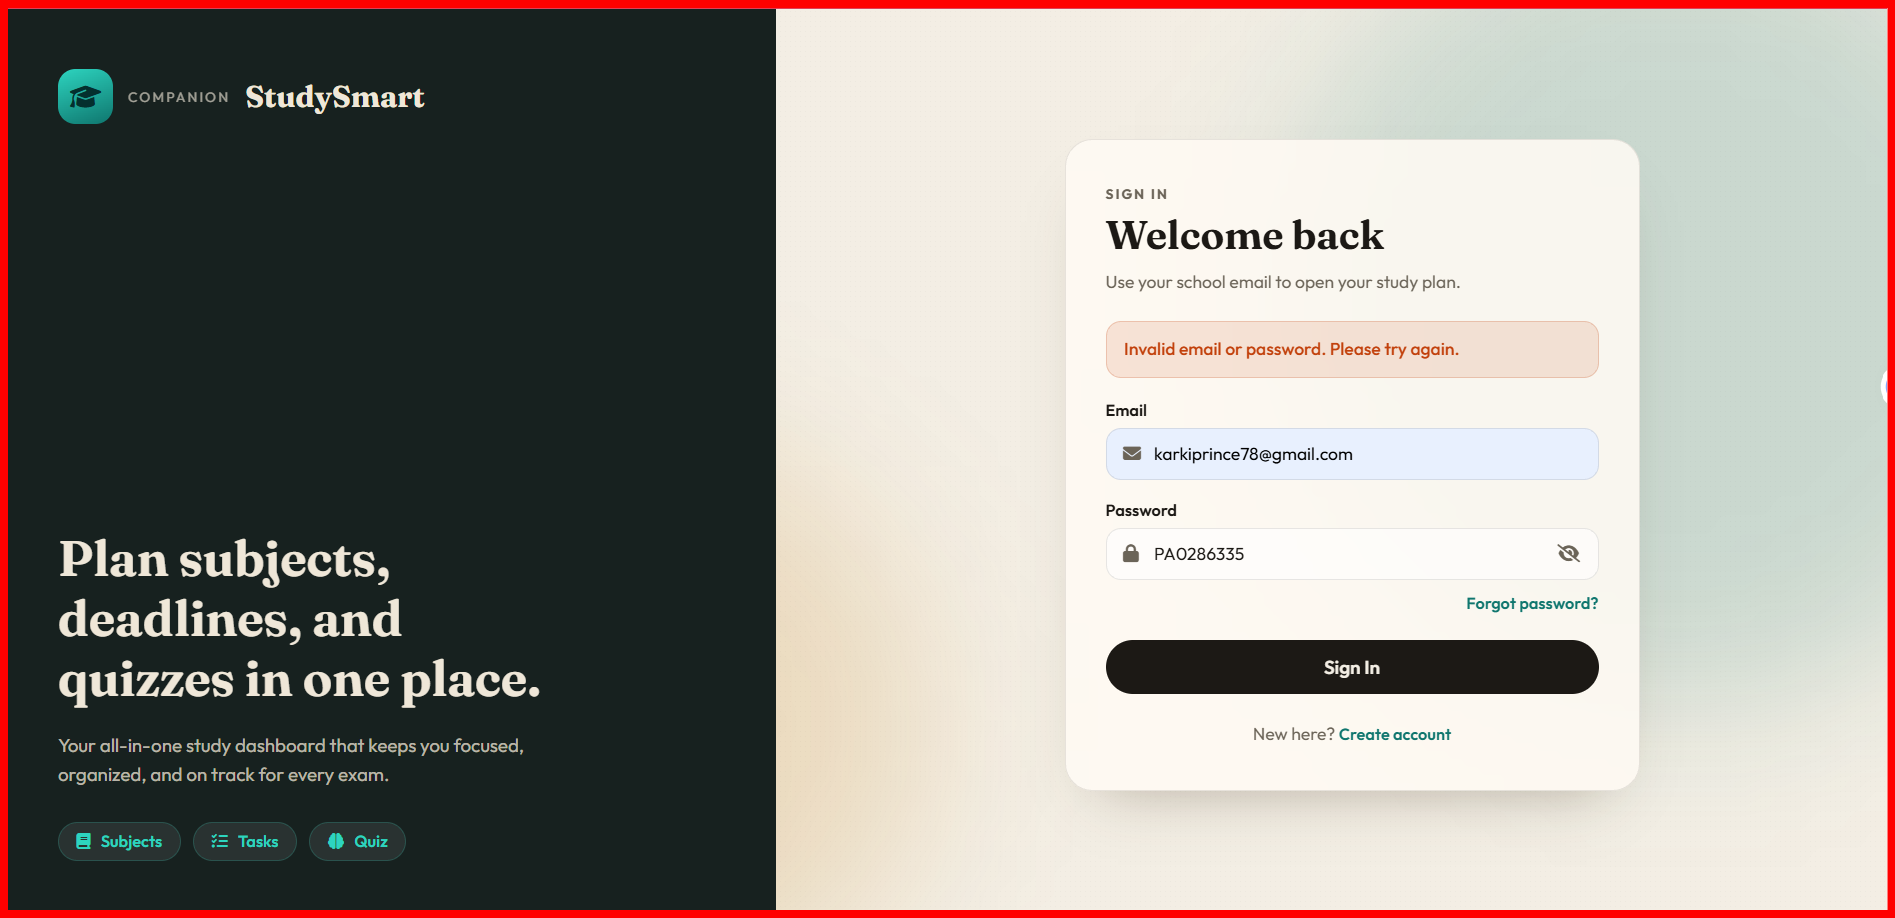 COMPANION StudySmart
Plan subjects,
deadlines, and
quizzes in one place.
Your all-in-one study dashboard that keeps you focused,
organized, and on track for every exam.
Subjects
Tasks
Quiz
SIGN IN
Welcome back
Use your school email to open your study plan.
Invalid email or password. Please try again.
Email
karkiprince78@gmail.com
Password
PA0286335
Forgot password?
Sign In
New here? Create account